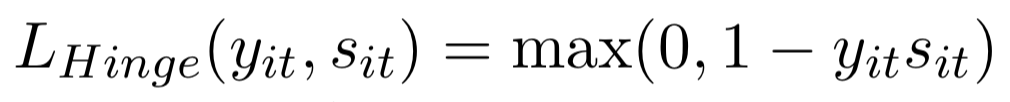 L_{Hinge}(y_{it}, s_{it}) = max(0, 1 − y_{it}s_{it})